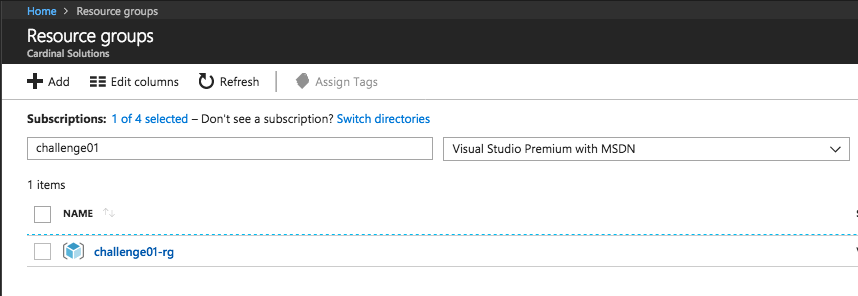 Home > Resource groups
Resource groups
Cardinal Solutions
Add Edit columns Refresh Assign Tags
Subscriptions: 1 of 4 selected – Don't see a subscription? Switch directories
challenge01 Visual Studio Premium with MSDN
1 items
NAME
challenge01-rg